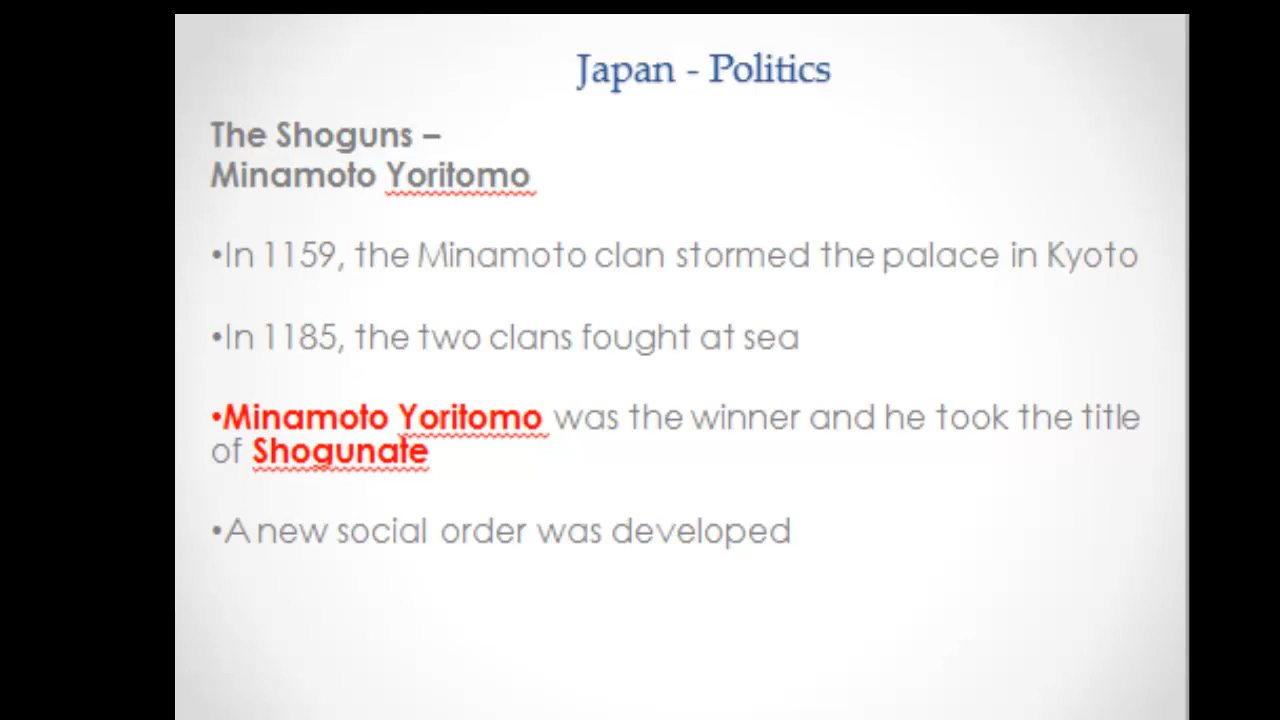 Japan - Politics
The Shoguns –
Minamoto Yoritomo
•In 1159, the Minamoto clan stormed the palace in Kyoto
•In 1185, the two clans fought at sea
•Minamoto Yoritomo was the winner and he took the title
of Shogunate
•A new social order was developed